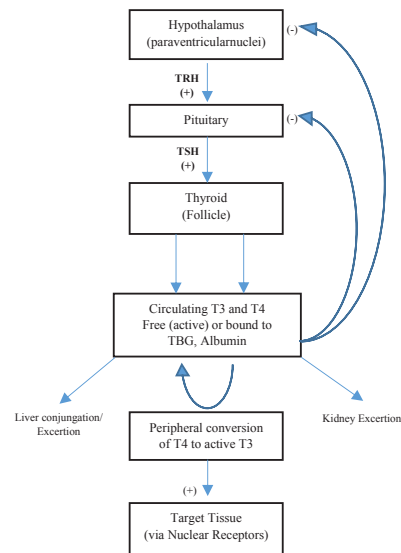 Hypothalamus
(paraventricularnuclei)
(-)
TRH
(+)
Pituitary
(-)
TSH
(+)
Thyroid
(Follicle)
Circulating T3 and T4
Free (active) or bound to
TBG, Albumin
Liver conjungation/
Excertion
Kidney Excertion
Peripheral conversion
of T4 to active T3
(+)
Target Tissue
(via Nuclear Receptors)